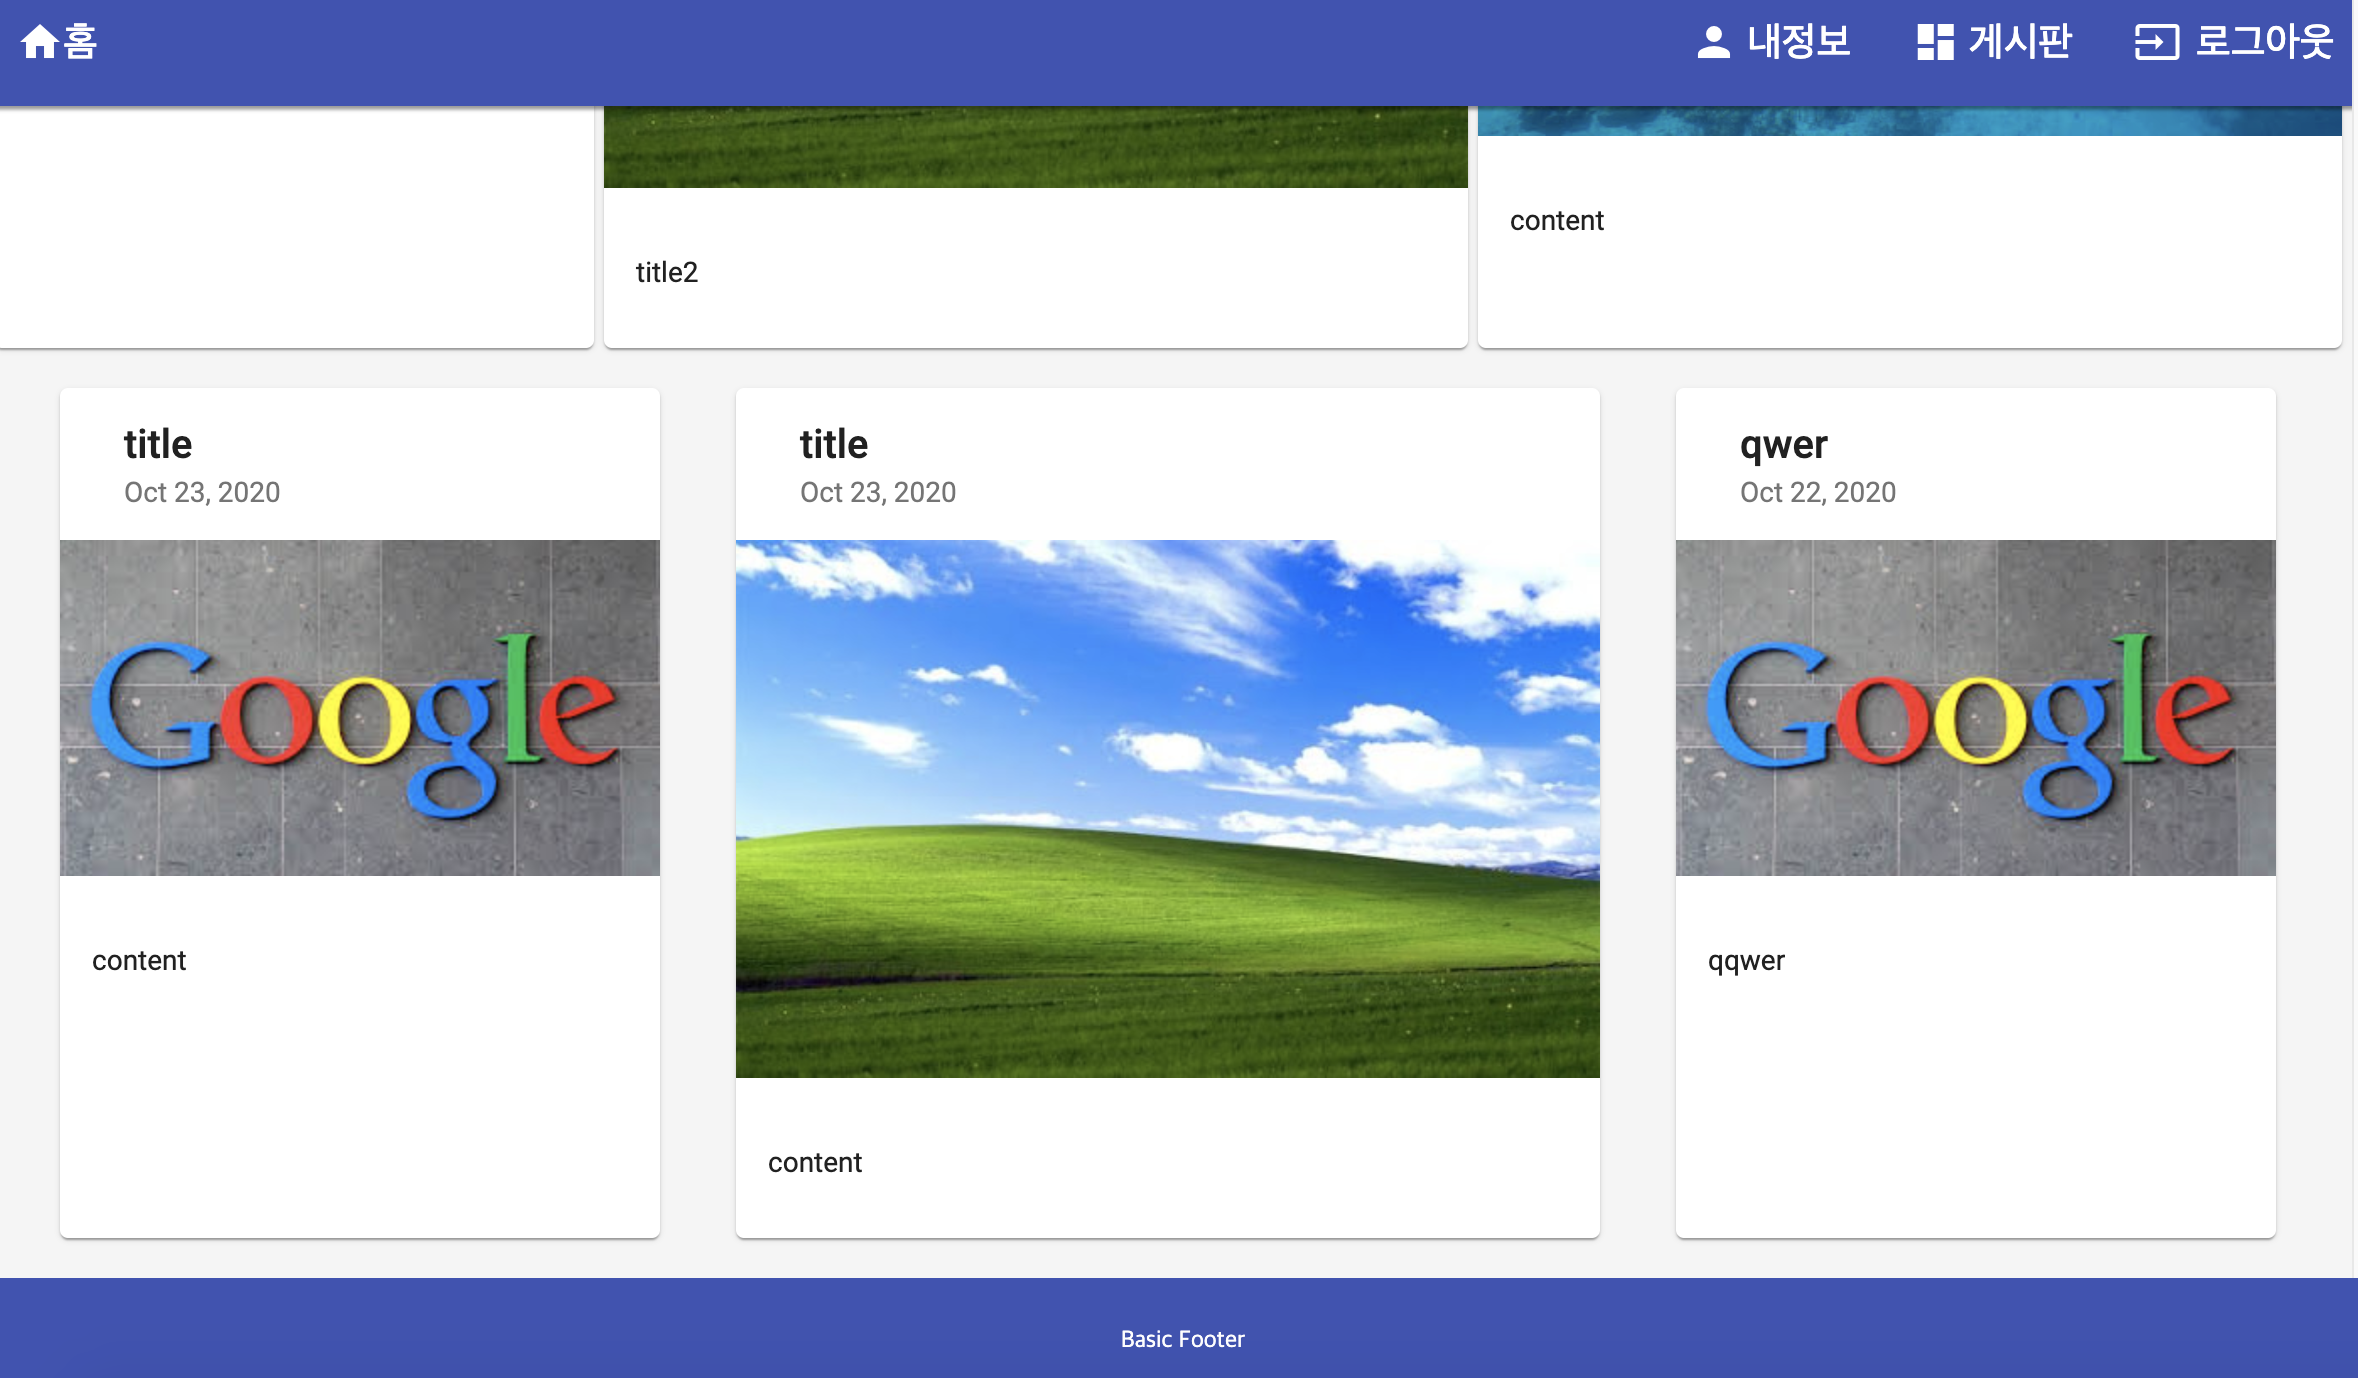 홈 내정보 게시판 로그아웃
title2
content
title
Oct 23, 2020
Google
content
title
Oct 23, 2020
content
qwer
Oct 22, 2020
Google
qqwer
Basic Footer